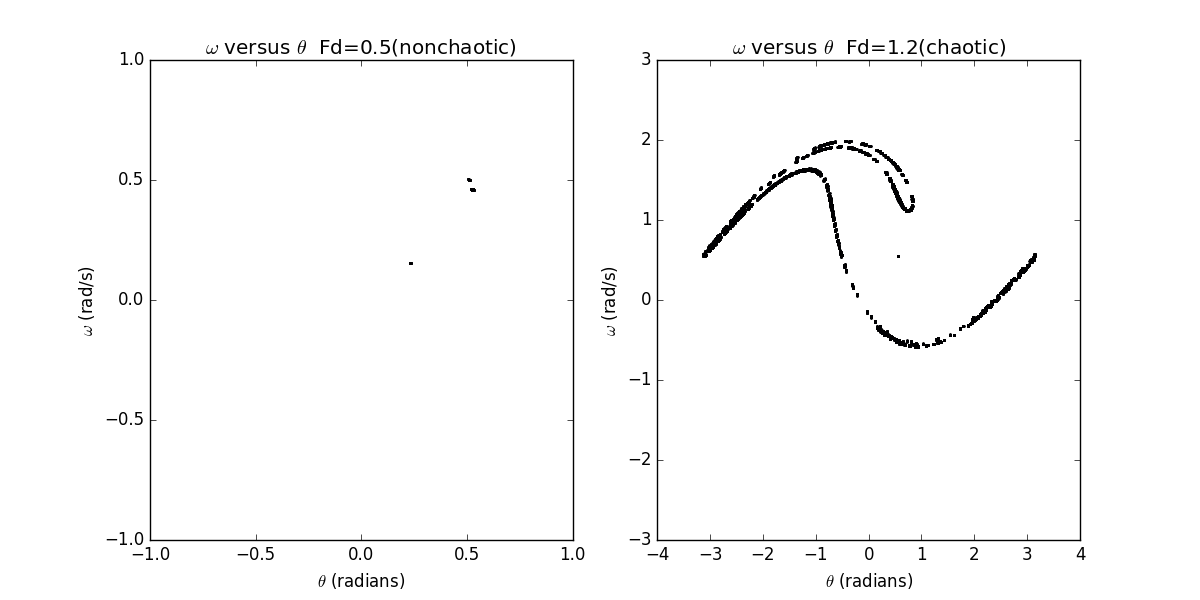 ω versus θ  Fd=0.5(nonchaotic)
1.0
0.5
0.0
−0.5
−1.0
ω (rad/s)
−1.0 −0.5 0.0 0.5 1.0
θ (radians)
ω versus θ  Fd=1.2(chaotic)
3
2
1
0
−1
−2
−3
ω (rad/s)
−4 −3 −2 −1 0 1 2 3 4
θ (radians)